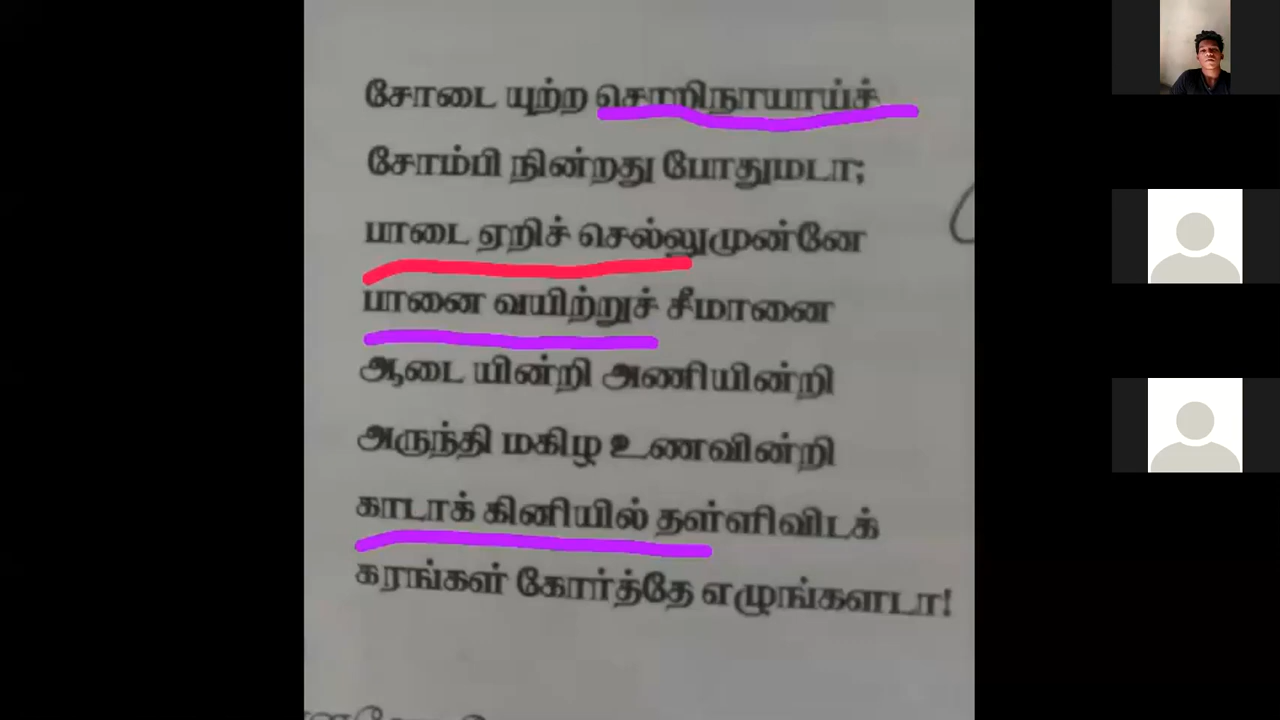 சோடை யுற்ற சொறிநாயாய்ச்
சோம்பி நின்றது போதுமடா;
பாடை ஏறிச் செல்லுமுன்னே
பானை வயிற்றுச் சீமானை
ஆடை யின்றி அணியின்றி
அருந்தி மகிழ உணவின்றி
காடாக் கினியில் தள்ளிவிடக்
கரங்கள் கோர்த்தே எழுங்களடா!